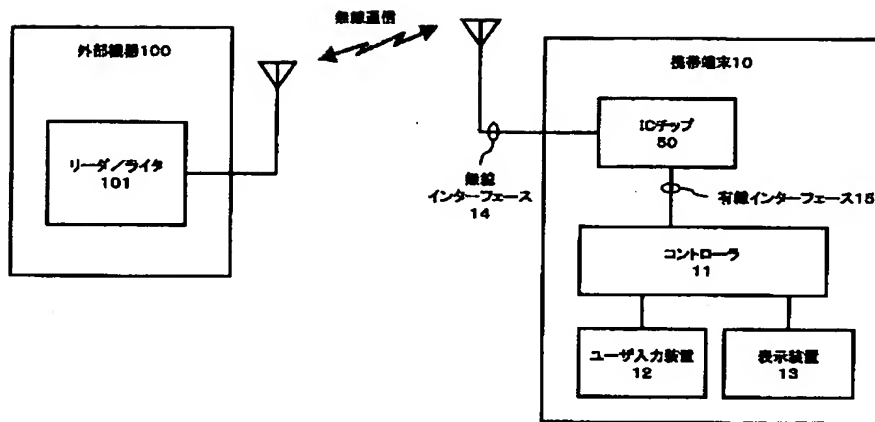 無線通信
外部機器100
リーダ/ライタ
101
携帯端末10
ICチップ
50
無線
インターフェース
14
有線インターフェース15
コントローラ
11
ユーザ入力装置
12
表示装置
13